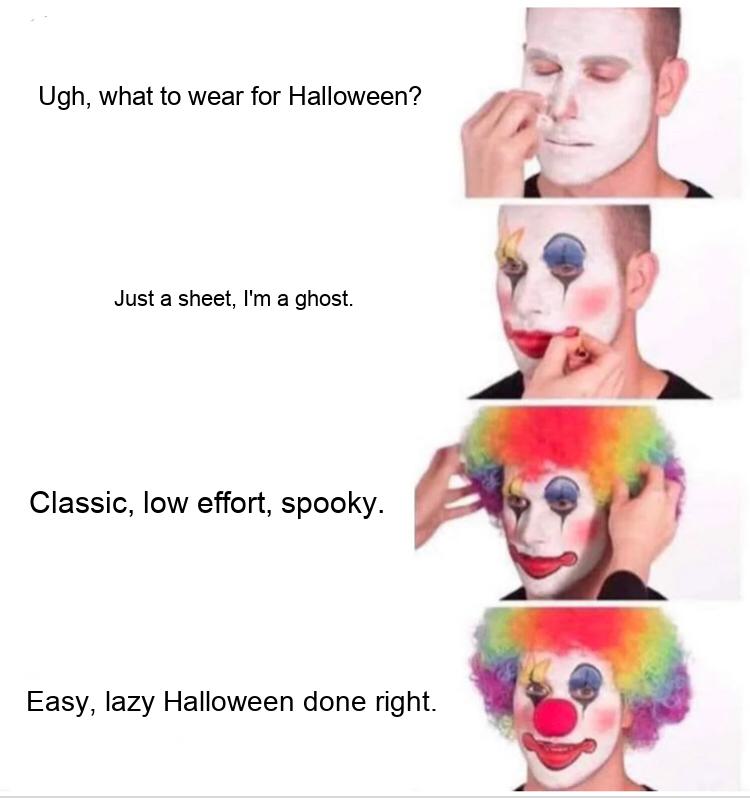 Ugh, what to wear for Halloween?
Just a sheet, I'm a ghost.
Classic, low effort, spooky.
Easy, lazy Halloween done right.